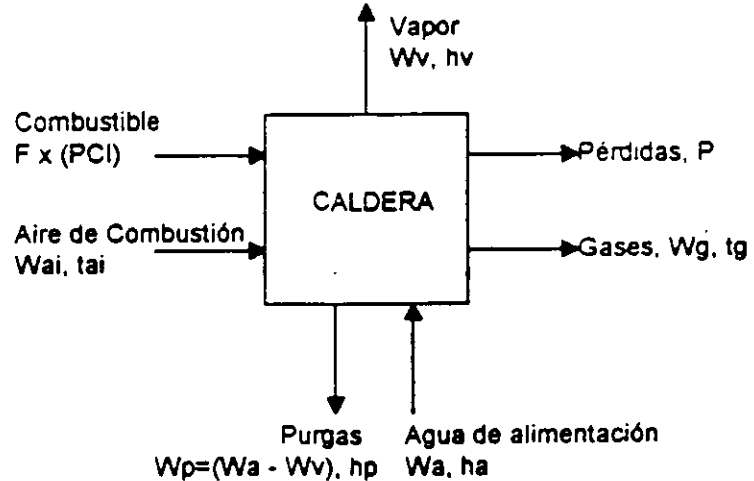 Vapor
Wv, hv
Combustible
F x (PCI)
Pérdidas, P
CALDERA
Aire de Combustión
Wai, tai
Gases, Wg, tg
Purgas
Wp=(Wa - Wv), hp
Agua de alimentación
Wa, ha